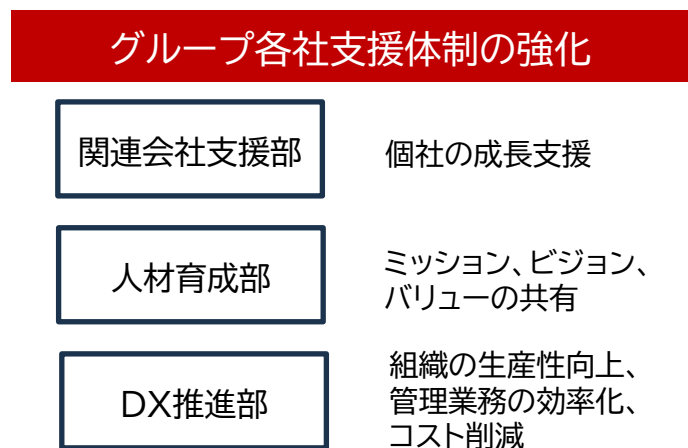 グループ各社支援体制の強化
関連会社支援部
個社の成長支援
人材育成部
ミッション、ビジョン、
バリューの共有
DX推進部
組織の生産性向上、
管理業務の効率化、
コスト削減